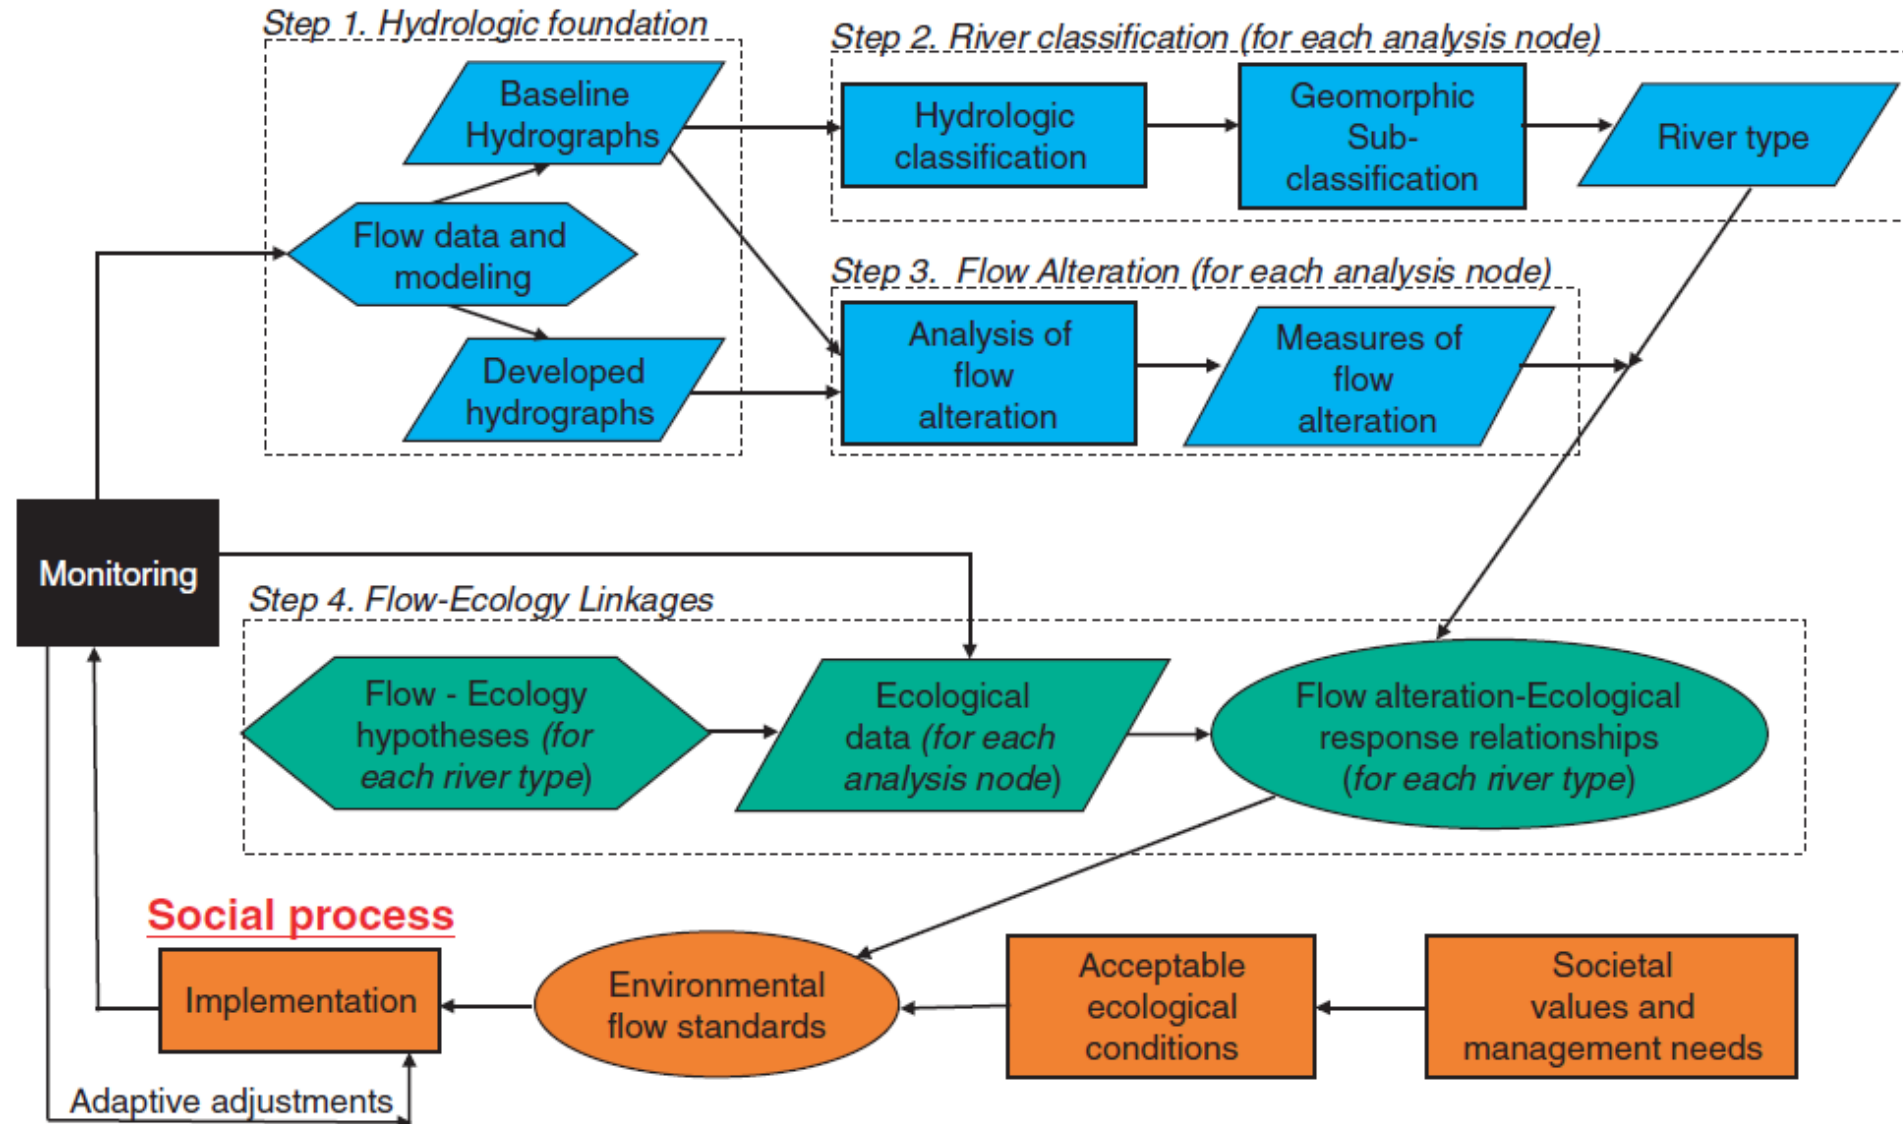 Step 1. Hydrologic foundation
Baseline
Hydrographs
Flow data and
modeling
Developed
hydrographs
Step 2. River classification (for each analysis node)
Hydrologic
classification
Geomorphic
Sub-
classification
River type
Step 3.  Flow Alteration (for each analysis node)
Analysis of
flow
alteration
Measures of
flow
alteration
Monitoring
Step 4. Flow-Ecology Linkages
Flow - Ecology
hypotheses (for
each river type)
Ecological
data (for each
analysis node)
Flow alteration-Ecological
response relationships
(for each river type)
Social process
Implementation
Environmental
flow standards
Acceptable
ecological
conditions
Societal
values and
management needs
Adaptive adjustments